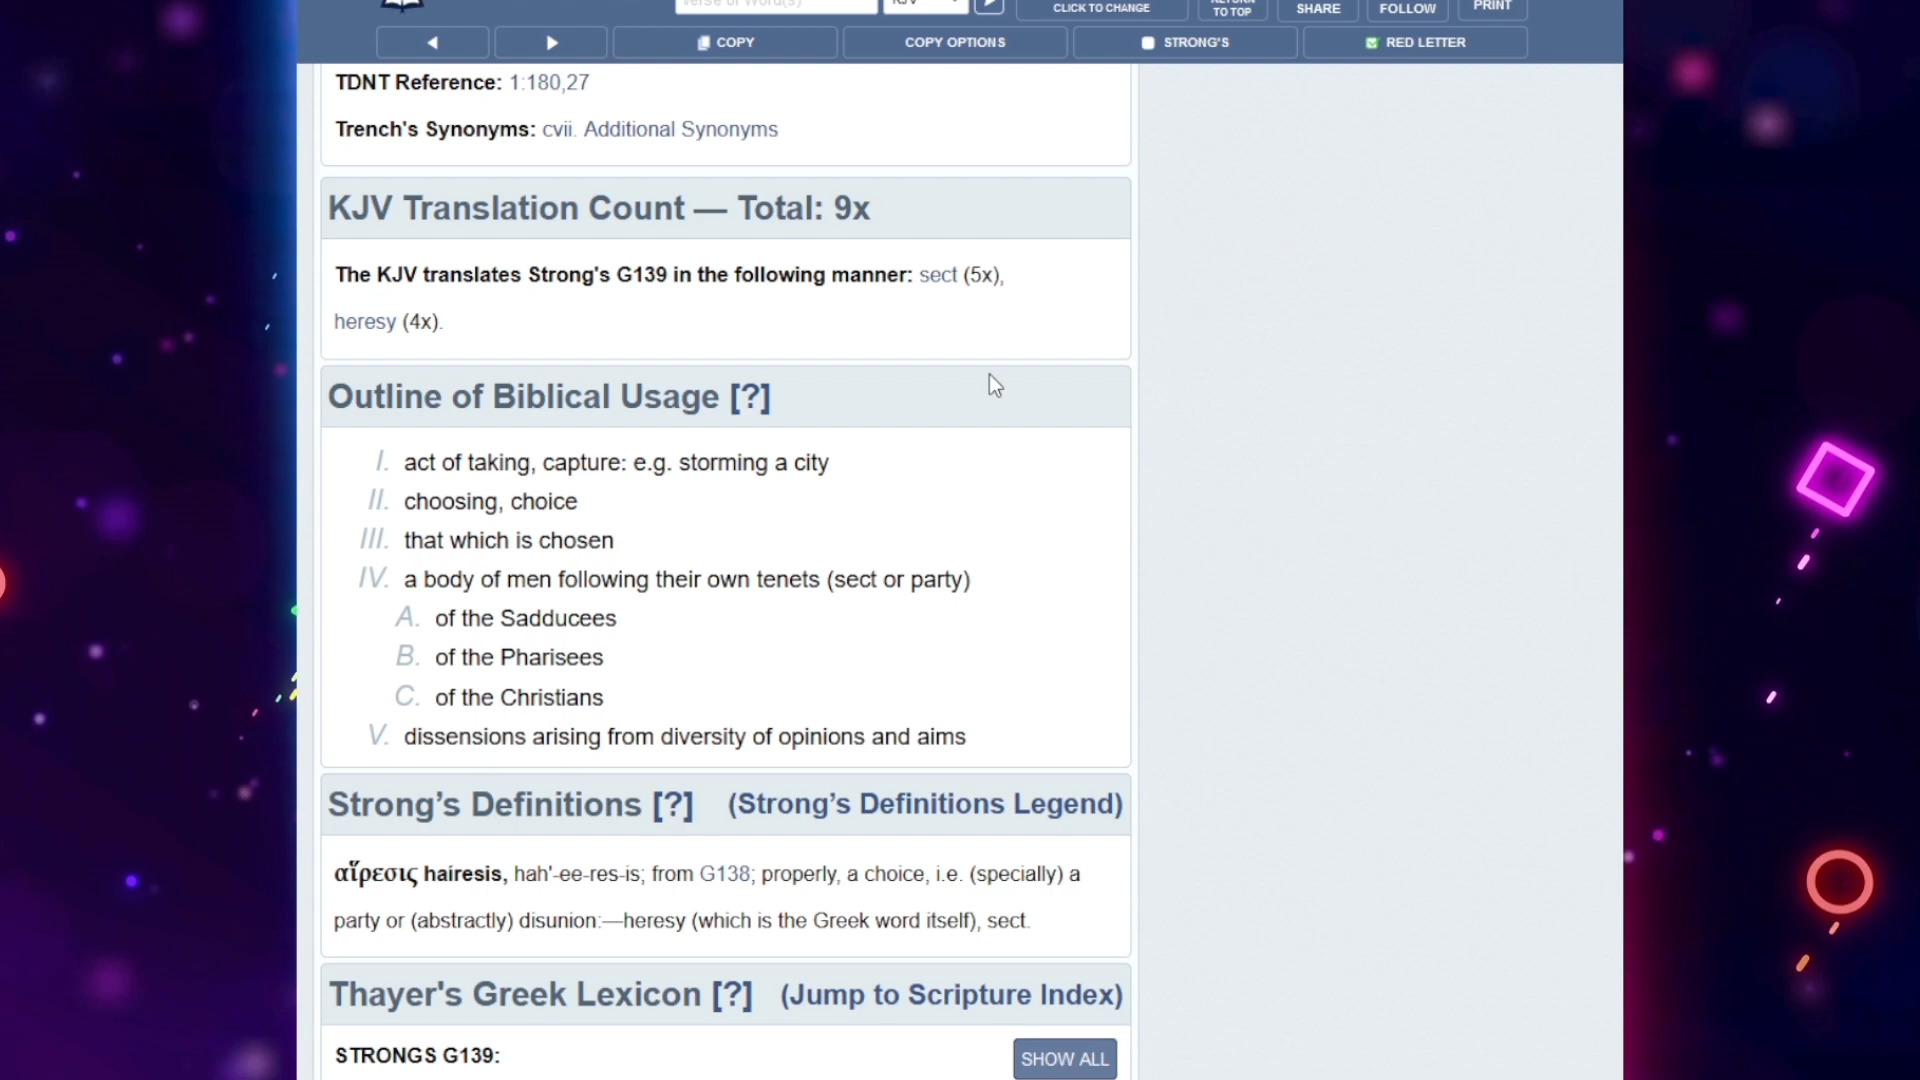 Verse or Word(s)
KJV
CLICK TO CHANGE
RETURN
TO TOP
SHARE
FOLLOW
PRINT
COPY
COPY OPTIONS
STRONG'S
RED LETTER
TDNT Reference: 1:180,27
Trench's Synonyms: cvii. Additional Synonyms
KJV Translation Count — Total: 9x
The KJV translates Strong's G139 in the following manner: sect (5x),
heresy (4x).
Outline of Biblical Usage [?]
I. act of taking, capture: e.g. storming a city
II. choosing, choice
III. that which is chosen
IV. a body of men following their own tenets (sect or party)
A. of the Sadducees
B. of the Pharisees
C. of the Christians
V. dissensions arising from diversity of opinions and aims
Strong’s Definitions [?] (Strong’s Definitions Legend)
αἵρεσις haíresis, hah'-ee-res-is; from G138; properly, a choice, i.e. (specially) a
party or (abstractly) disunion:—heresy (which is the Greek word itself), sect.
Thayer's Greek Lexicon [?] (Jump to Scripture Index)
STRONGS G139:
SHOW ALL